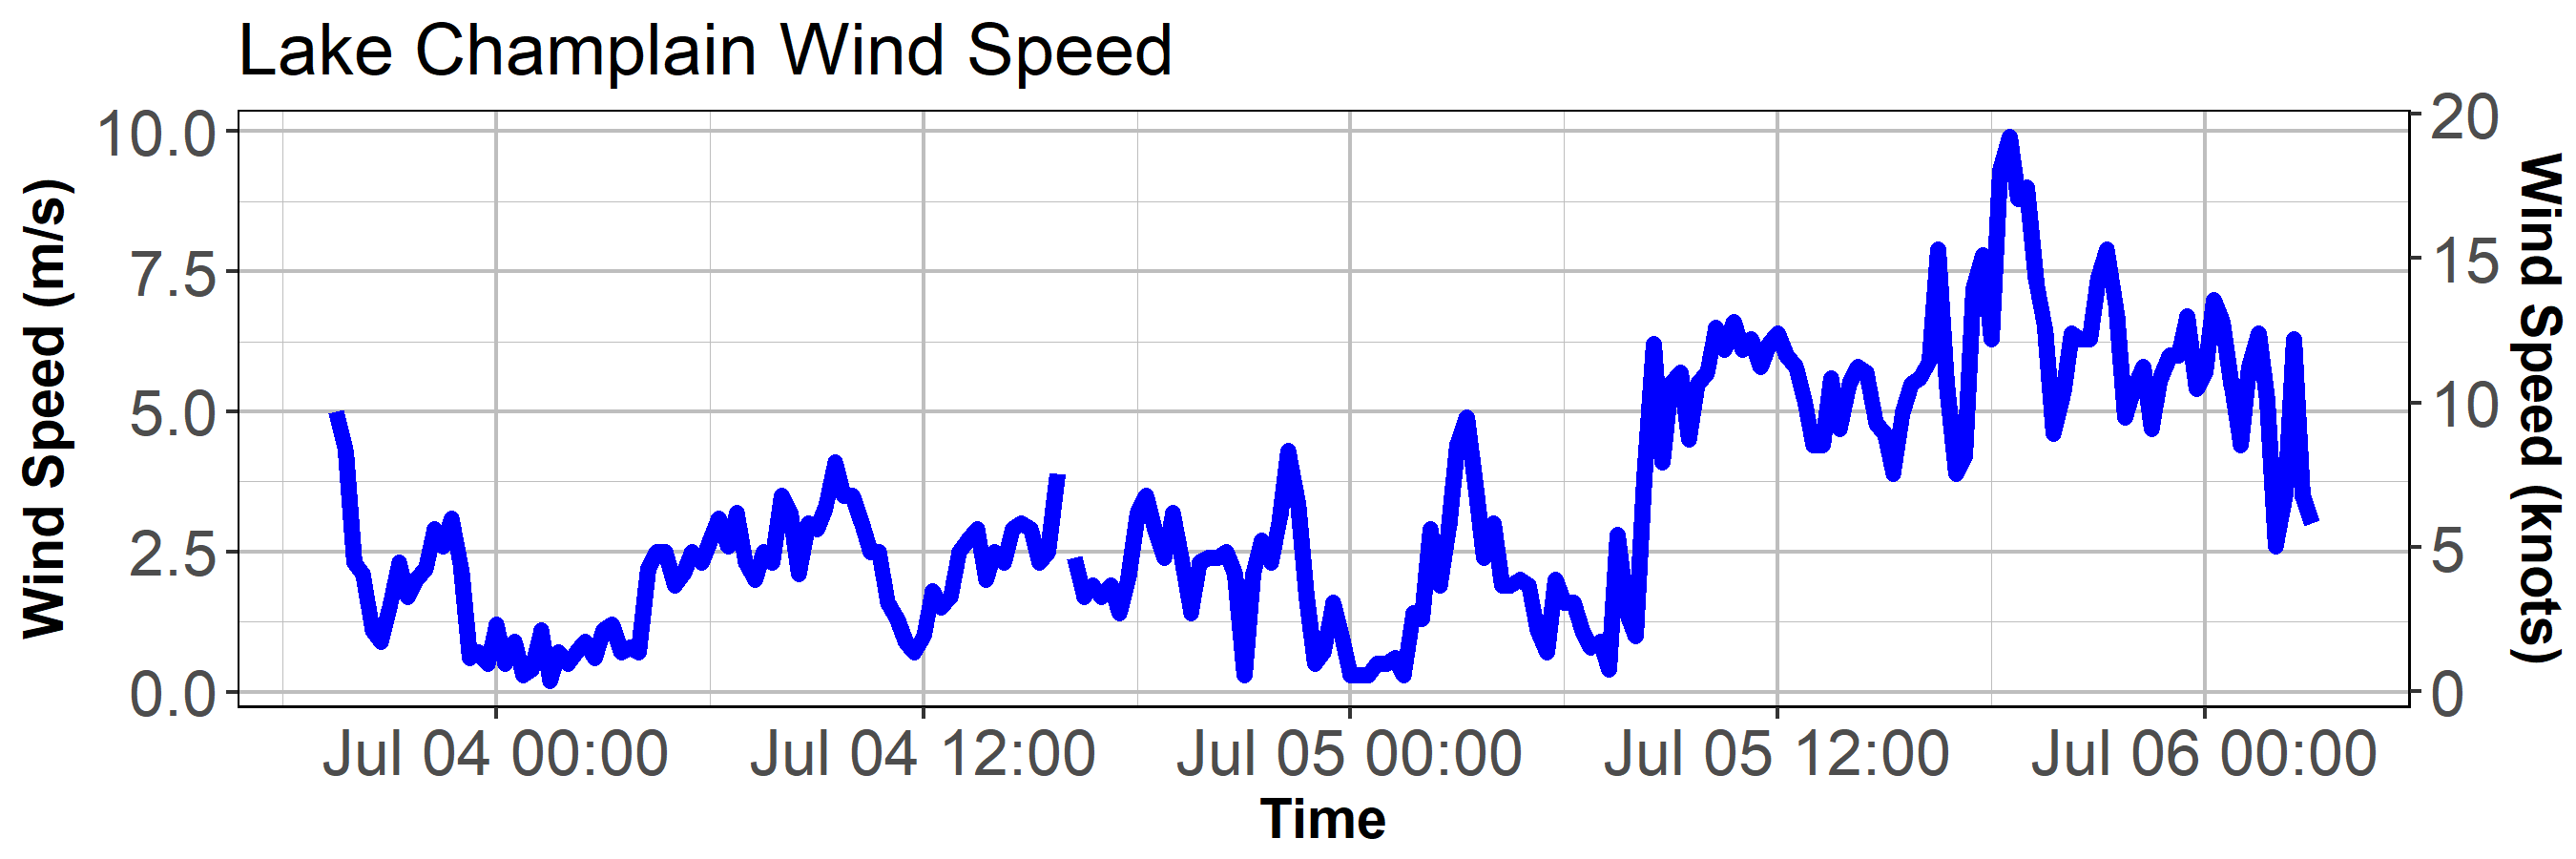 Lake Champlain Wind Speed
Wind Speed (m/s)
10.0
7.5
5.0
2.5
0.0
20
15
10
5
0
Wind Speed (knots)
Jul 04 00:00 Jul 04 12:00 Jul 05 00:00 Jul 05 12:00 Jul 06 00:00
Time